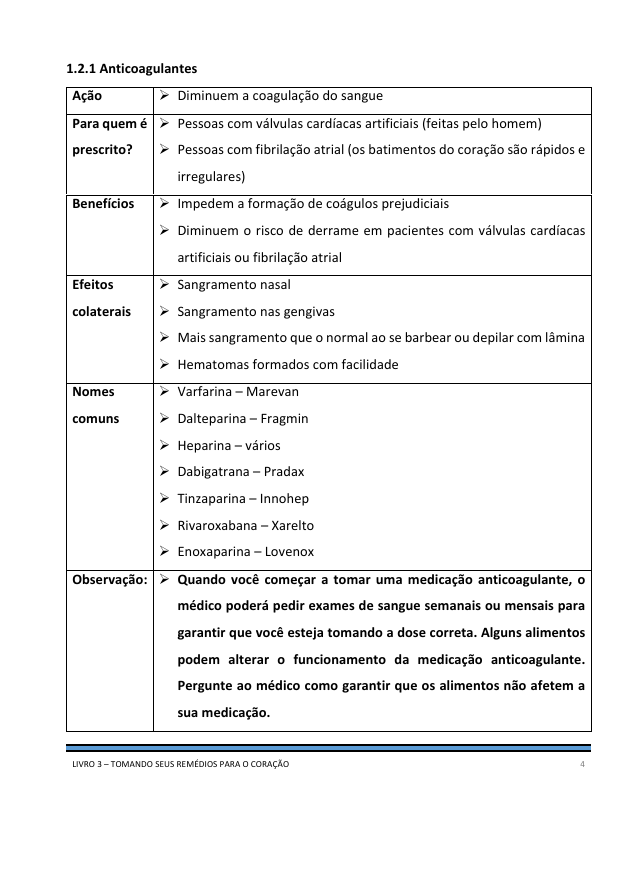 1.2.1 Anticoagulantes
Ação
➢ Diminuem a coagulação do sangue
Para quem é
prescrito?
➢ Pessoas com válvulas cardíacas artificiais (feitas pelo homem)
➢ Pessoas com fibrilação atrial (os batimentos do coração são rápidos e
irregulares)
Benefícios
➢ Impedem a formação de coágulos prejudiciais
➢ Diminuem o risco de derrame em pacientes com válvulas cardíacas
artificiais ou fibrilação atrial
Efeitos
colaterais
➢ Sangramento nasal
➢ Sangramento nas gengivas
➢ Mais sangramento que o normal ao se barbear ou depilar com lâmina
➢ Hematomas formados com facilidade
Nomes
comuns
➢ Varfarina – Marevan
➢ Dalteparina – Fragmin
➢ Heparina – vários
➢ Dabigatrana – Pradax
➢ Tinzaparina – Innohep
➢ Rivaroxabana – Xarelto
➢ Enoxaparina – Lovenox
Observação:
➢ Quando você começar a tomar uma medicação anticoagulante, o
médico poderá pedir exames de sangue semanais ou mensais para
garantir que você esteja tomando a dose correta. Alguns alimentos
podem alterar o funcionamento da medicação anticoagulante.
Pergunte ao médico como garantir que os alimentos não afetem a
sua medicação.
LIVRO 3 – TOMANDO SEUS REMÉDIOS PARA O CORAÇÃO 4